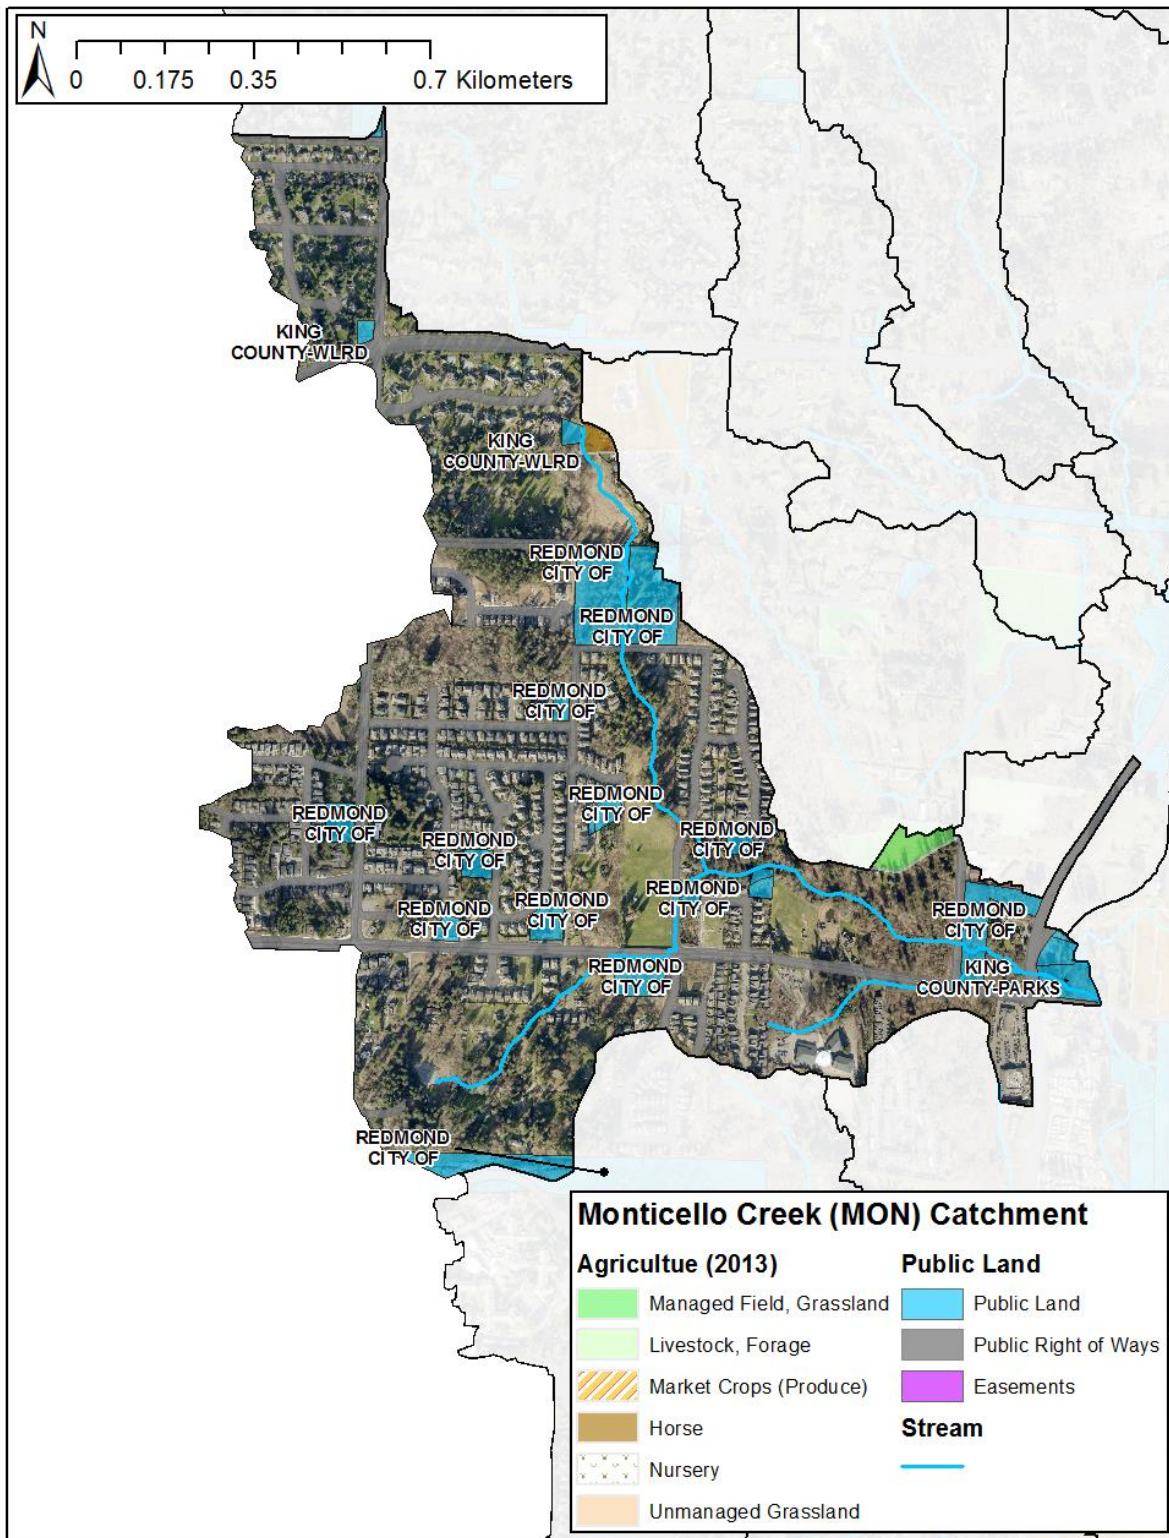 N
0 0.175 0.35 0.7 Kilometers
KING
COUNTY-WLRD
KING
COUNTY-WLRD
REDMOND
CITY OF
REDMOND
CITY OF
REDMOND
CITY OF
REDMOND
CITY OF
REDMOND
CITY OF
REDMOND
CITY OF
REDMOND
CITY OF
REDMOND
CITY OF
REDMOND
CITY OF
REDMOND
CITY OF
REDMOND
CITY OF
REDMOND
CITY OF
KING
COUNTY-PARKS
REDMOND
CITY OF
Monticello Creek (MON) Catchment
Agricultue (2013)
Managed Field, Grassland
Livestock, Forage
Market Crops (Produce)
Horse
Nursery
Unmanaged Grassland
Public Land
Public Land
Public Right of Ways
Easements
Stream